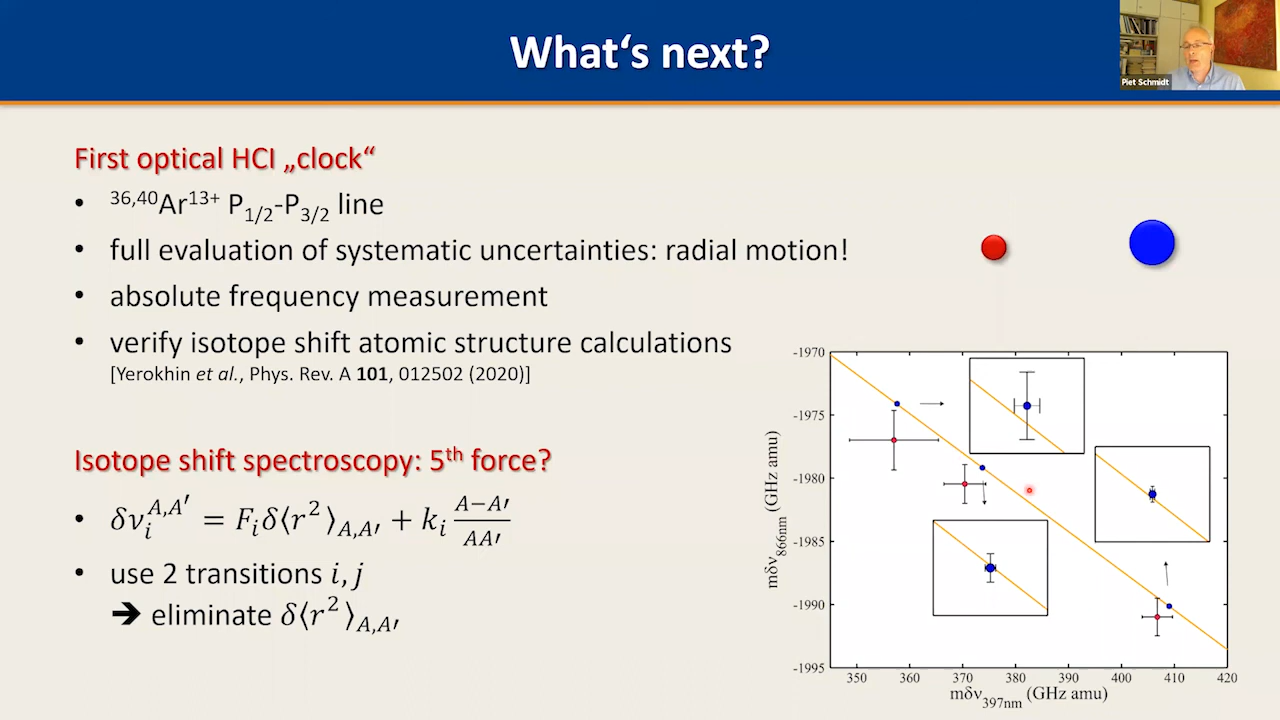 What‘s next?
Piet Schmidt
First optical HCI „clock“
• ³⁶,⁴⁰Ar¹³⁺ P₁/₂-P₃/₂ line
• full evaluation of systematic uncertainties: radial motion!
• absolute frequency measurement
• verify isotope shift atomic structure calculations
[Yerokhin et al., Phys. Rev. A 101, 012502 (2020)]
Isotope shift spectroscopy: 5th force?
• δν_i^{A,A′} = F_i δ⟨r²⟩_{A,A′} + k_i (A−A′)/(AA′)
• use 2 transitions i, j
➔ eliminate δ⟨r²⟩_{A,A′}
-1970
-1975
-1980
-1985
-1990
-1995
mδν866nm (GHz amu)
350 360 370 380 390 400 410 420
mδν397nm (GHz amu)